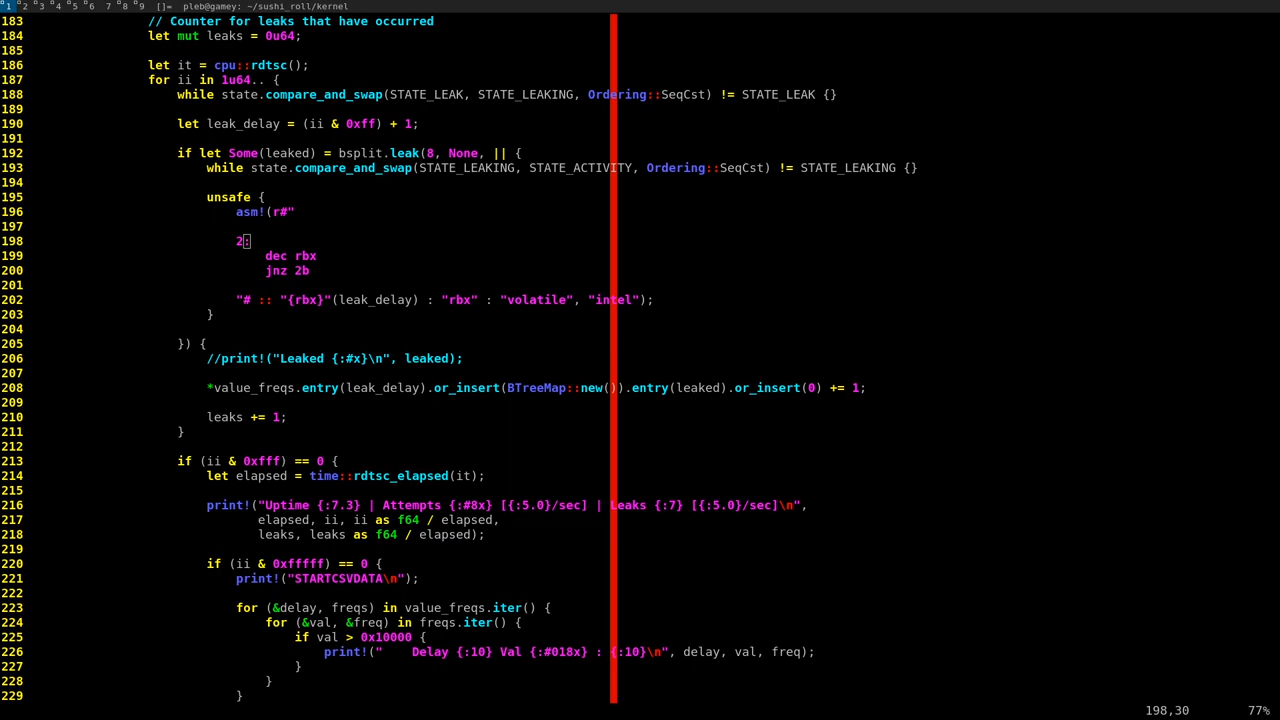 1 2 3 4 5 6 7 8 9 []= pleb@gamey: ~/sushi_roll/kernel
183 // Counter for leaks that have occurred
184 let mut leaks = 0u64;
185
186 let it = cpu::rdtsc();
187 for ii in 1u64.. {
188 while state.compare_and_swap(STATE_LEAK, STATE_LEAKING, Ordering::SeqCst) != STATE_LEAK {}
189
190 let leak_delay = (ii & 0xff) + 1;
191
192 if let Some(leaked) = bsplit.leak(8, None, || {
193 while state.compare_and_swap(STATE_LEAKING, STATE_ACTIVITY, Ordering::SeqCst) != STATE_LEAKING {}
194
195 unsafe {
196 asm!(r#"
197
198 2:
199 dec rbx
200 jnz 2b
201
202 "# :: "{rbx}"(leak_delay) : "rbx" : "volatile", "intel");
203 }
204
205 }) {
206 //print!("Leaked {:#x}\n", leaked);
207
208 *value_freqs.entry(leak_delay).or_insert(BTreeMap::new()).entry(leaked).or_insert(0) += 1;
209
210 leaks += 1;
211 }
212
213 if (ii & 0xfff) == 0 {
214 let elapsed = time::rdtsc_elapsed(it);
215
216 print!("Uptime {:7.3} | Attempts {:#8x} [{:5.0}/sec] | Leaks {:7} [{:5.0}/sec]\n",
217 elapsed, ii, ii as f64 / elapsed,
218 leaks, leaks as f64 / elapsed);
219
220 if (ii & 0xfffff) == 0 {
221 print!("STARTCSVDATA\n");
222
223 for (&delay, freqs) in value_freqs.iter() {
224 for (&val, &freq) in freqs.iter() {
225 if val > 0x10000 {
226 print!("    Delay {:10} Val {:#018x} : {:10}\n", delay, val, freq);
227 }
228 }
229 }
198,30 77%